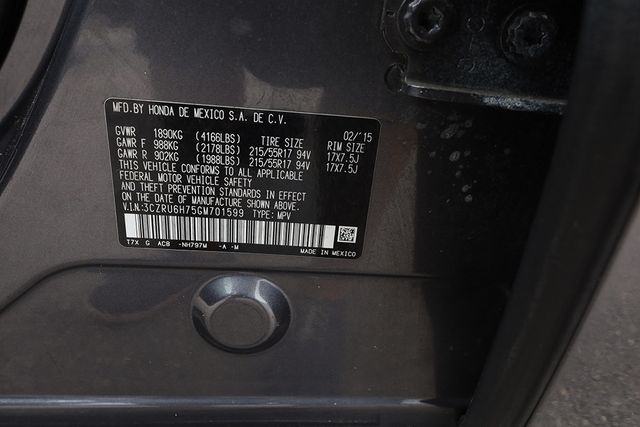 MFD.BY HONDA DE MEXICO S.A. DE C.V.
02/'15
GVWR 1890KG (4166LBS) TIRE SIZE RIM SIZE
GAWR F 988KG (2178LBS) 215/55R17 94V 17X7.5J
GAWR R 902KG (1988LBS) 215/55R17 94V 17X7.5J
THIS VEHICLE CONFORMS TO ALL APPLICABLE
FEDERAL MOTOR VEHICLE SAFETY
AND THEFT PREVENTION STANDARDS IN EFFECT
ON THE DATE OF MANUFACTURE SHOWN ABOVE.
V.I.N:3CZRU6H75GM701599 TYPE: MPV
T7X G ACB -NH797M -A -M
MADE IN MEXICO